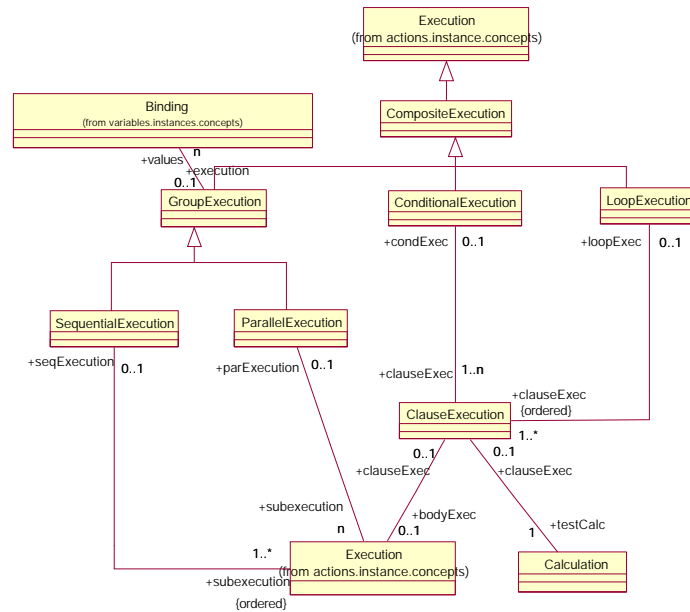 Execution
(from actions.instance.concepts)
Binding
(from variables.instances.concepts)
CompositeExecution
+values
n
+execution
0..1
GroupExecution
ConditionalExecution
LoopExecution
+condExec
0..1
+loopExec
0..1
SequentialExecution
ParallelExecution
+seqExecution
0..1
+parExecution
0..1
+clauseExec
1..n
+clauseExec
{ordered}
ClauseExecution
1..*
0..1
+clauseExec
0..1
+clauseExec
+subexecution
n
+bodyExec
0..1
+testCalc
1
1..*
+subexecution
{ordered}
Execution
(from actions.instance.concepts)
Calculation